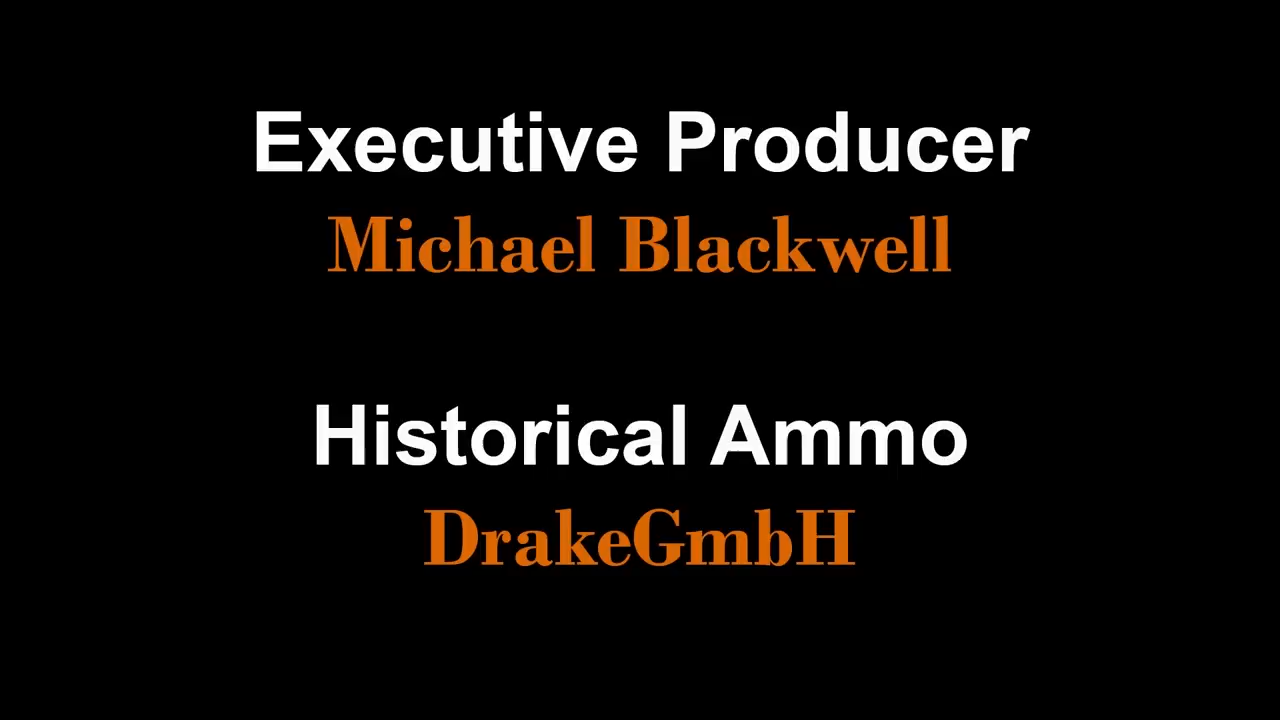 Executive Producer
Michael Blackwell
Historical Ammo
DrakeGmbH